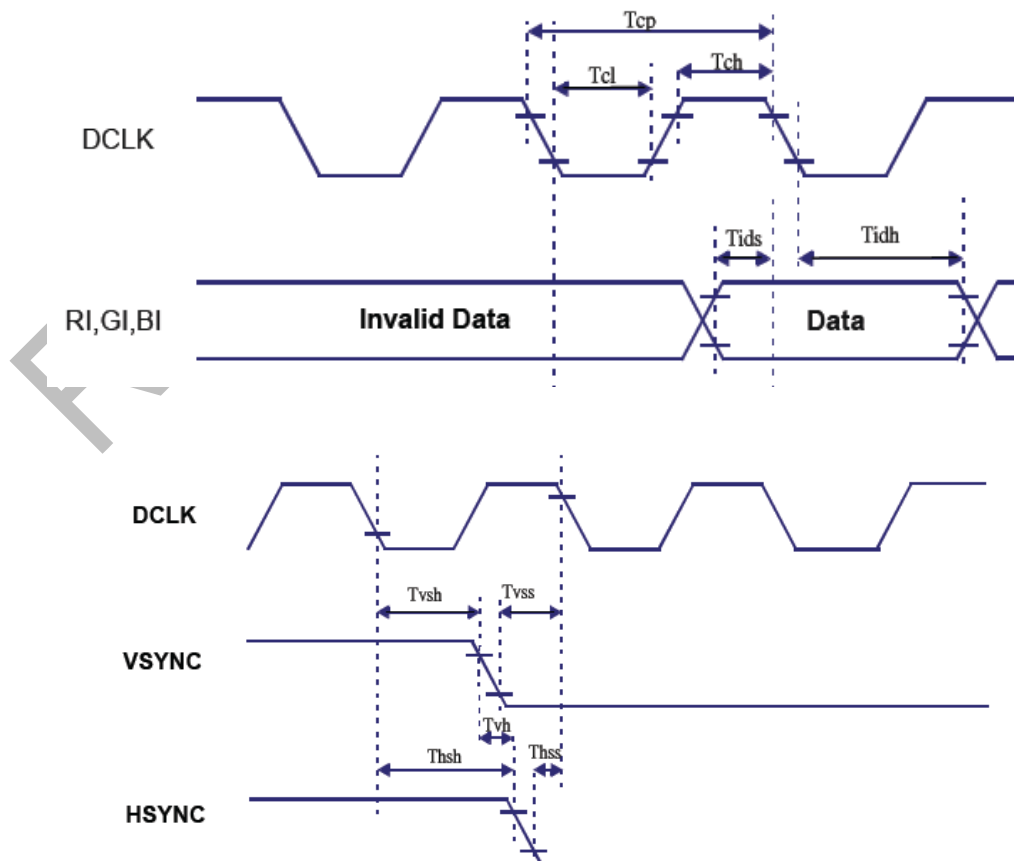 Tcp
Tcl
Tch
DCLK
Tids
Tidh
RI,GI,BI
Invalid Data
Data
DCLK
Tvsh
Tvss
VSYNC
Tvh
Thsh
Thss
HSYNC